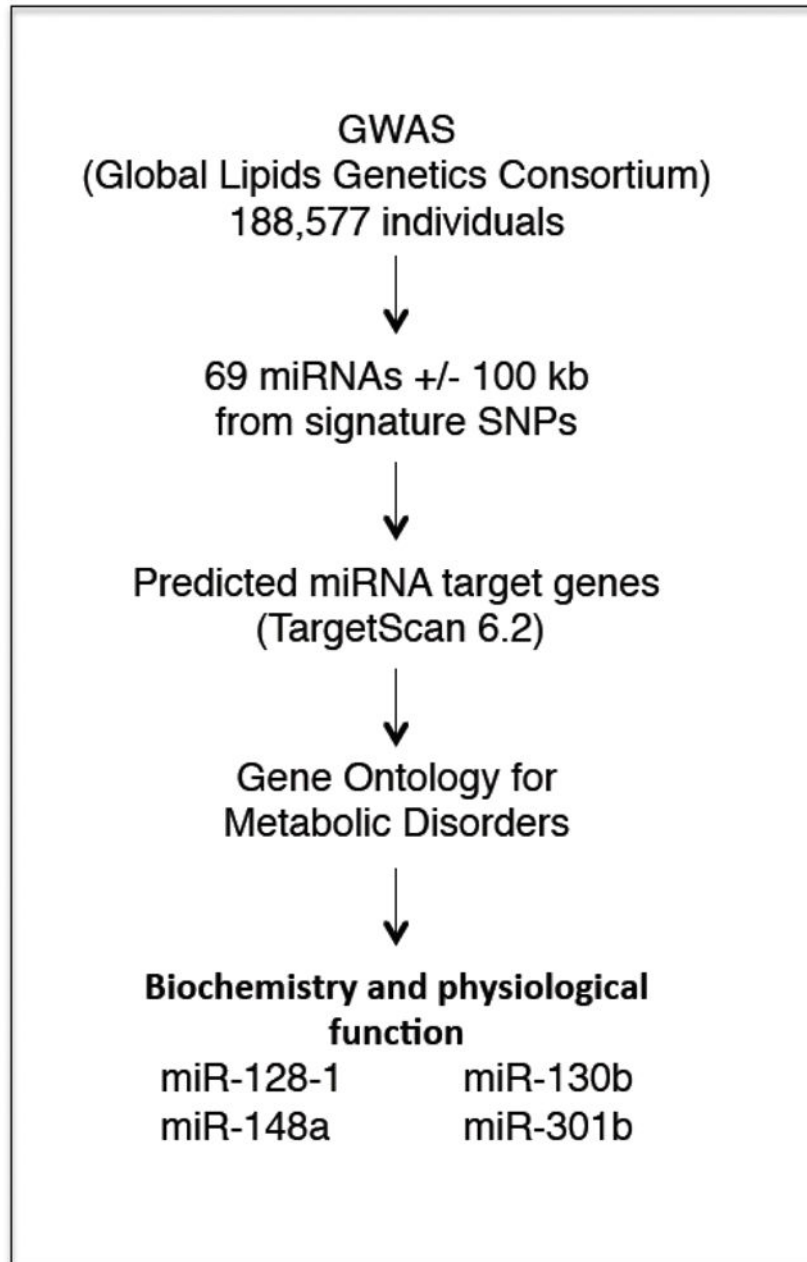 GWAS
(Global Lipids Genetics Consortium)
188,577 individuals
69 miRNAs +/- 100 kb
from signature SNPs
Predicted miRNA target genes
(TargetScan 6.2)
Gene Ontology for
Metabolic Disorders
Biochemistry and physiological
function
miR-128-1 miR-130b
miR-148a miR-301b